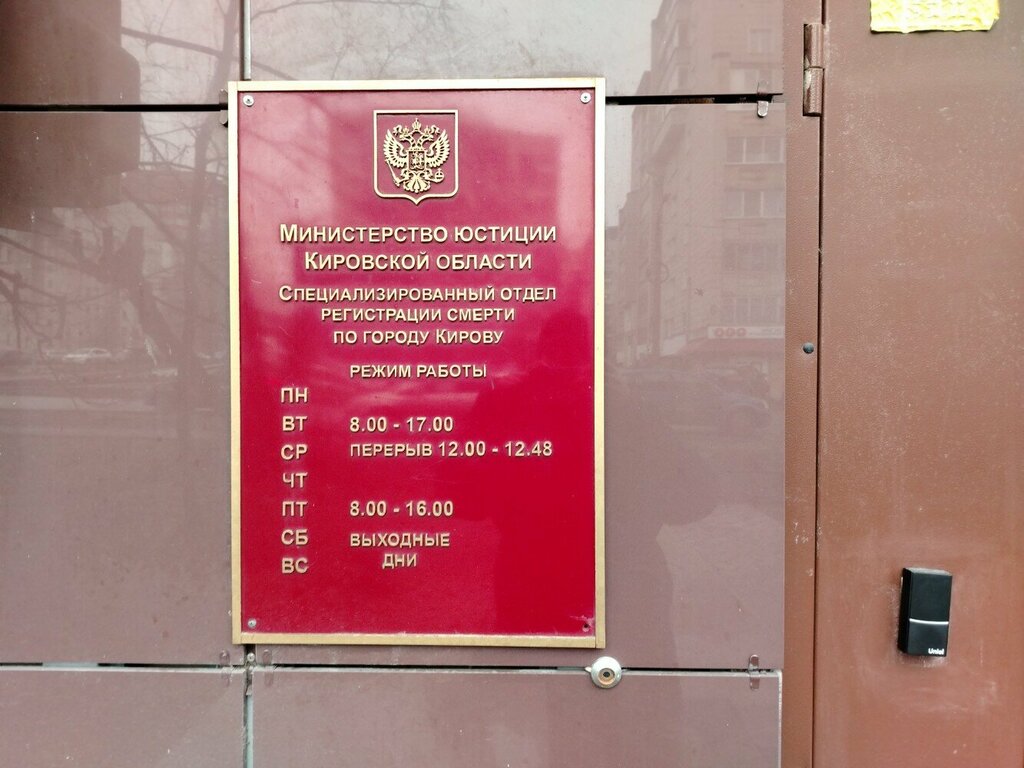 Министерство юстиции
Кировской области
Специализированный отдел
регистрации смерти
по городу Кирову
режим работы
ПН
ВТ 8.00 - 17.00
СР перерыв 12.00 - 12.48
ЧТ
ПТ 8.00 - 16.00
СБ выходные
дни
ВС
Uniel